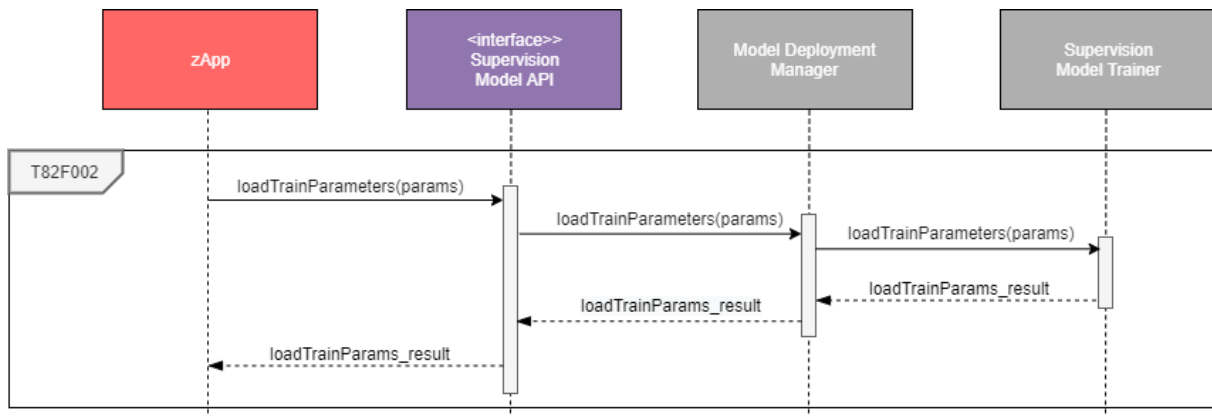 zApp
<interface>>
Supervision
Model API
Model Deployment
Manager
Supervision
Model Trainer
T82F002
loadTrainParameters(params)
loadTrainParameters(params)
loadTrainParameters(params)
loadTrainParams_result
loadTrainParams_result
loadTrainParams_result